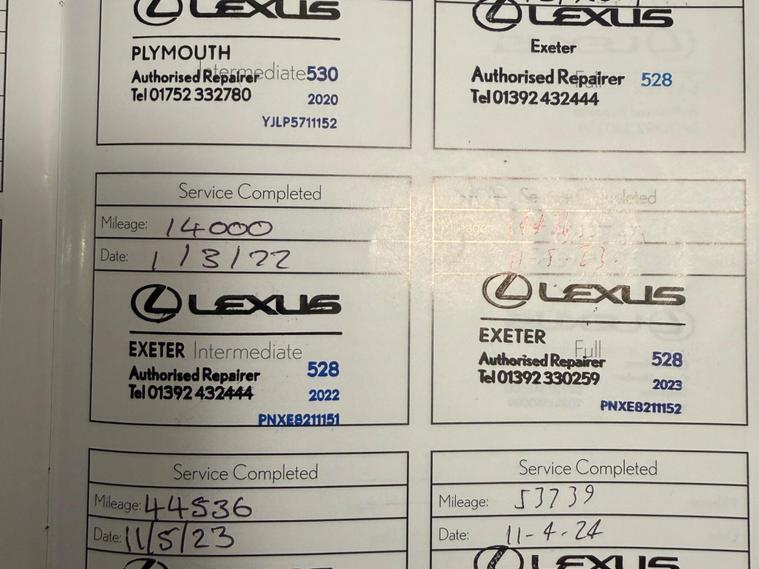 LEXUS
PLYMOUTH
Intermediate 530
Authorised Repairer
Tel 01752 332780 2020
YJLP5711152
LEXUS
Exeter
Full
Authorised Repairer 528
Tel 01392 432444
Service Completed
Mileage: 14000
Date: 1/3/22
LEXUS
EXETER Intermediate
Authorised Repairer 528
Tel 01392 432444 2022
PNXE8211151
LEXUS
EXETER
Full
Authorised Repairer 528
Tel 01392 330259 2023
PNXE8211152
Service Completed
Mileage: 44536
Date: 11/5/23
Service Completed
Mileage: 53739
Date: 11-4-24
LEXUS